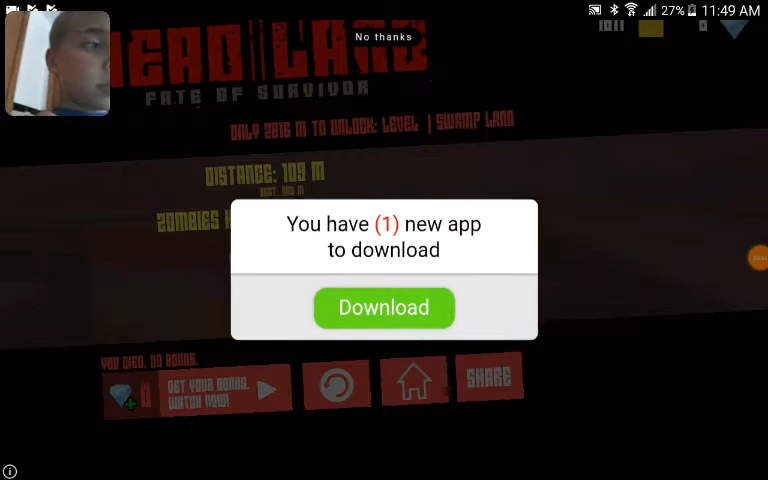 27% 11:49 AM
No thanks
DEAD LAND
FATE OF SURVIVOR
ONLY 2016 M TO UNLOCK: LEVEL | SWAMP LAND
DISTANCE: 109 M
ZOMBIES
You have (1) new app
to download
Download
YOU DIED, NO BONUS.
0
GET YOUR BONUS.
WATCH NOW!
SHARE